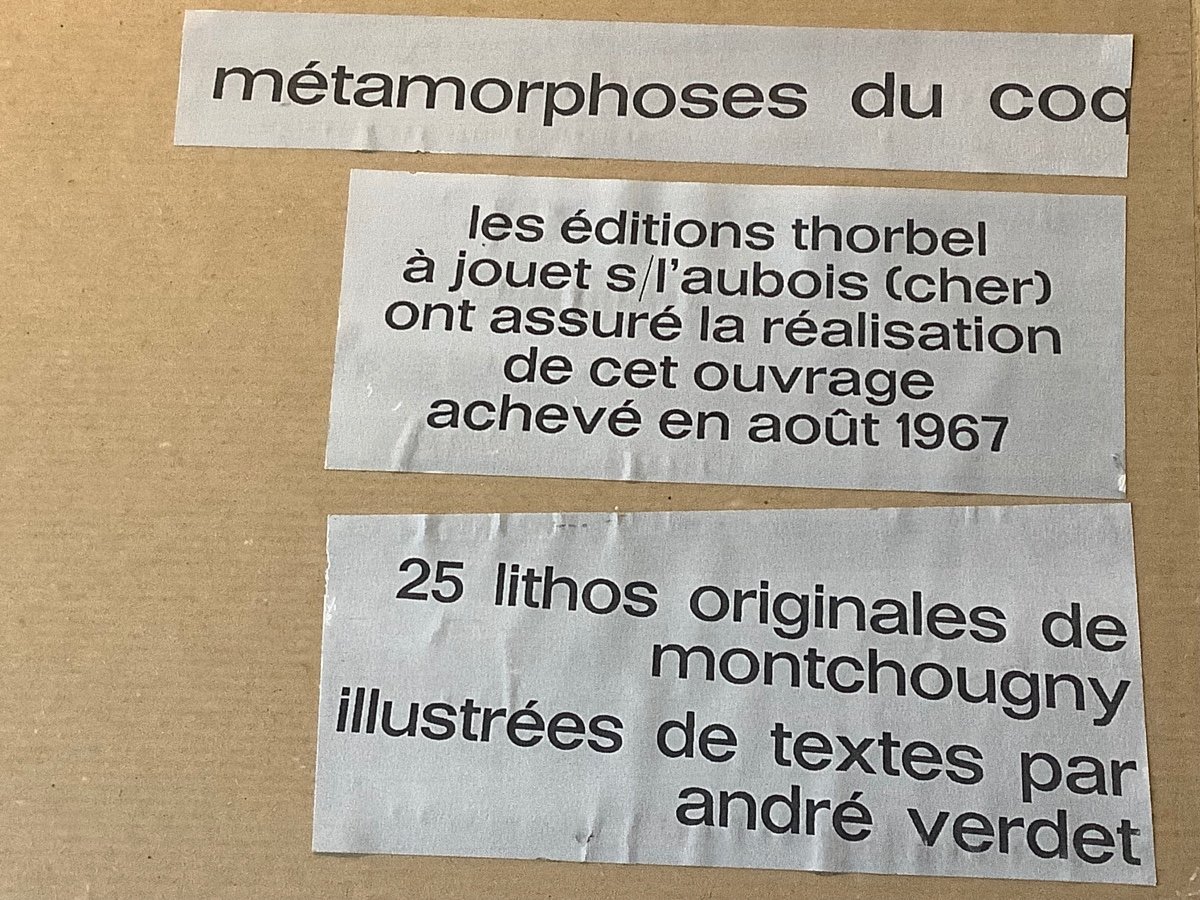 métamorphoses du coq
les éditions thorbel
à jouet s/l'aubois (cher)
ont assuré la réalisation
de cet ouvrage
achevé en août 1967
25 lithos originales de
montchougny
illustrées de textes par
andré verdet